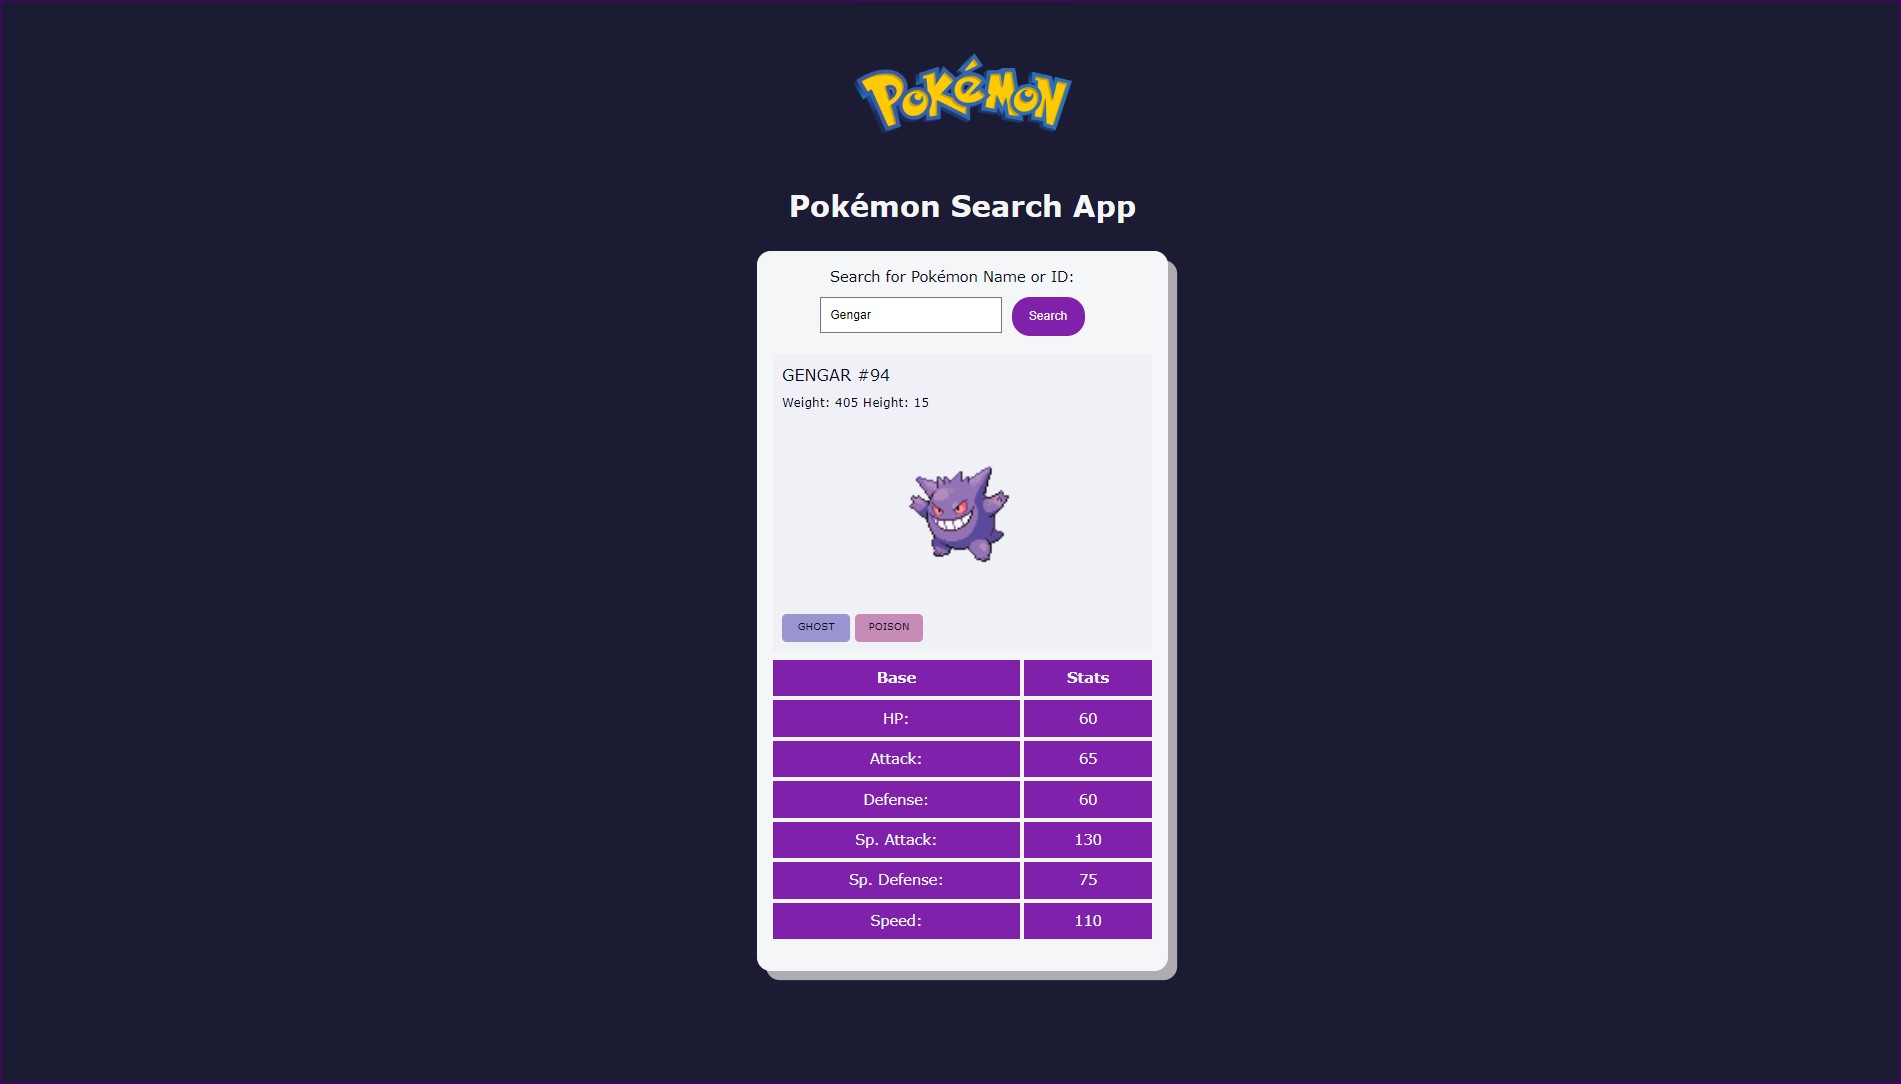 Pokémon
Pokémon Search App
Search for Pokémon Name or ID:
Gengar Search
GENGAR #94
Weight: 405 Height: 15
GHOST POISON
Base Stats
HP: 60
Attack: 65
Defense: 60
Sp. Attack: 130
Sp. Defense: 75
Speed: 110